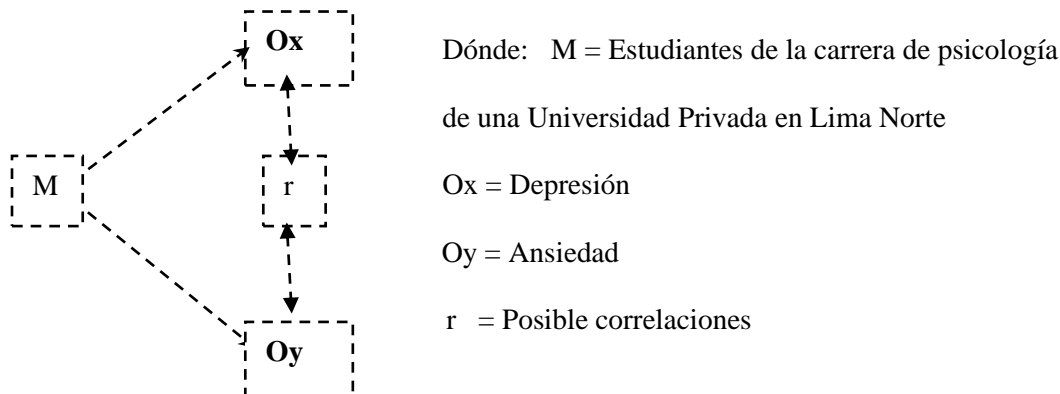 Ox
Dónde: M = Estudiantes de la carrera de psicología
de una Universidad Privada en Lima Norte
M
r
Ox = Depresión
Oy = Ansiedad
r = Posible correlaciones
Oy